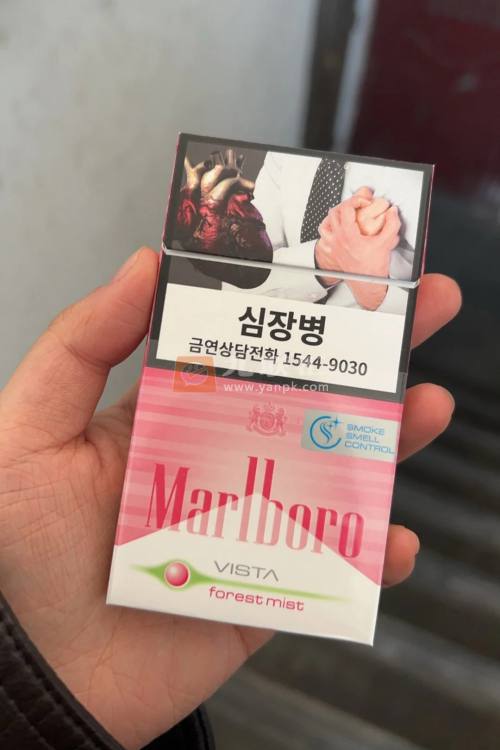 심장병
금연상담전화 1544-9030
www.yanpk.com
SMOKE
SMELL
CONTROL
Marlboro
VISTA
forest mist